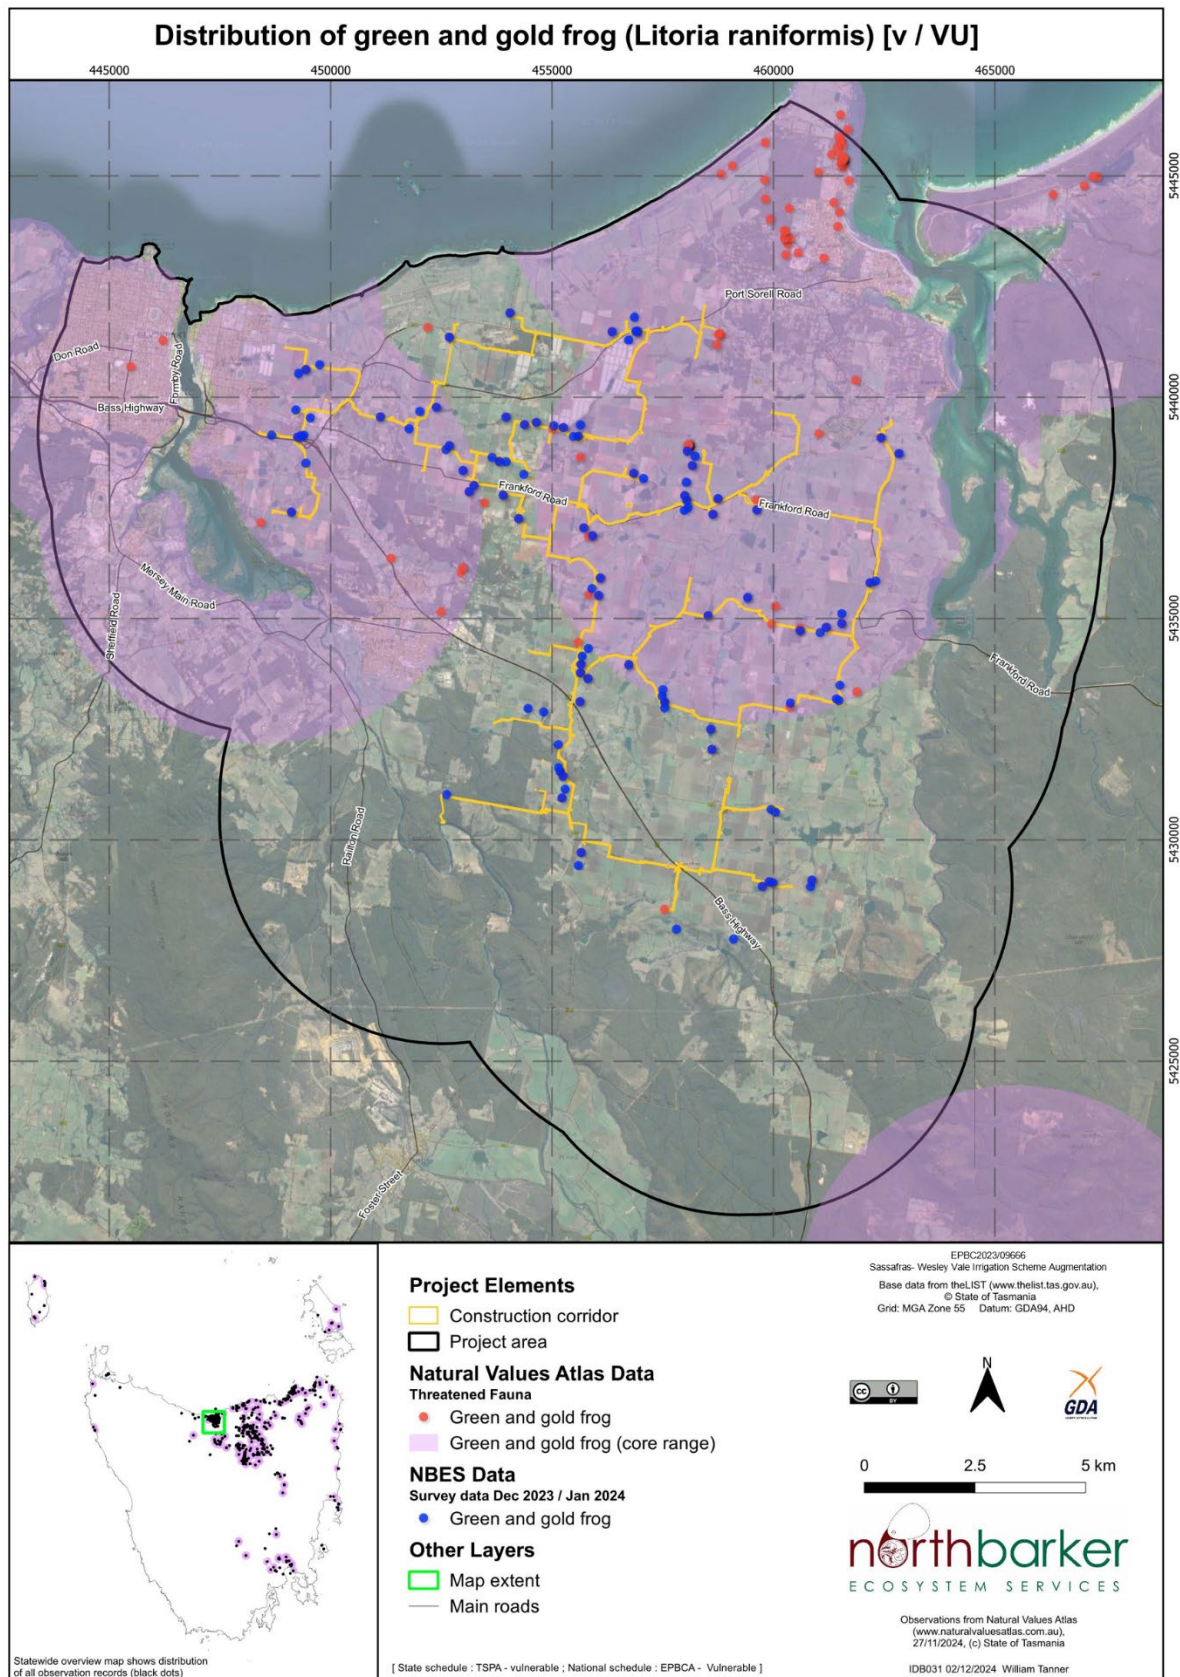 Distribution of green and gold frog (Litoria raniformis) [v / VU]
445000
450000
455000
460000
465000
5445000
5440000
5435000
5430000
5425000
Port Sorell Road
Don Road
Formby Road
Bass Highway
Frankford Road
Frankford Road
Mersey Main Road
Sheffield Road
Frankford Road
Railton Road
Bass Highway
Foster Street
Statewide overview map shows distribution
of all observation records (black dots)
Project Elements
Construction corridor
Project area
Natural Values Atlas Data
Threatened Fauna
Green and gold frog
Green and gold frog (core range)
NBES Data
Survey data Dec 2023 / Jan 2024
Green and gold frog
Other Layers
Map extent
Main roads
[ State schedule : TSPA - vulnerable ; National schedule : EPBCA - Vulnerable ]
EPBC2023/09666
Sassafras- Wesley Vale Irrigation Scheme Augmentation
Base data from theLIST (www.thelist.tas.gov.au),
© State of Tasmania
Grid: MGA Zone 55 Datum: GDA94, AHD
cc
BY
N
GDA
0 2.5 5 km
northbarker
ECOSYSTEM SERVICES
Observations from Natural Values Atlas
(www.naturalvaluesatlas.com.au),
27/11/2024, (c) State of Tasmania
IDB031 02/12/2024 William Tanner